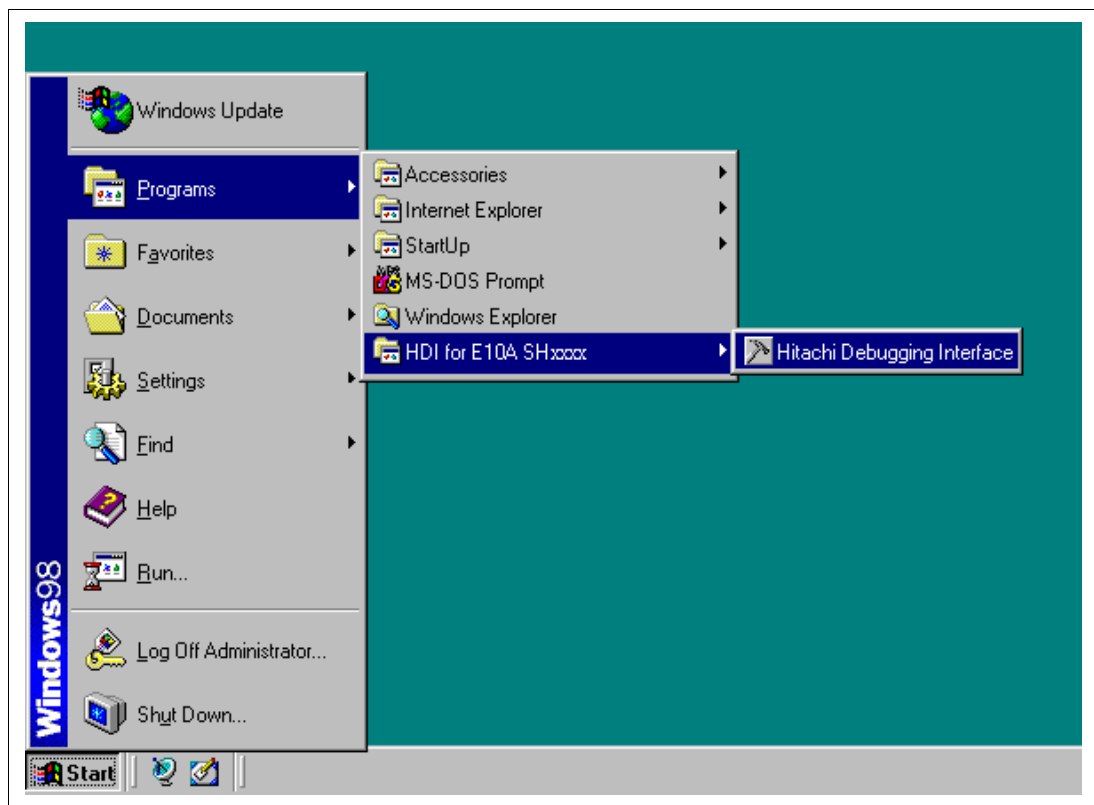 Windows Update
Programs
Favorites
Documents
Settings
Find
Help
Run...
Log Off Administrator...
Shut Down...
Windows98
Accessories
Internet Explorer
StartUp
MS-DOS Prompt
Windows Explorer
HDI for E10A SHxxxx
Hitachi Debugging Interface
Start